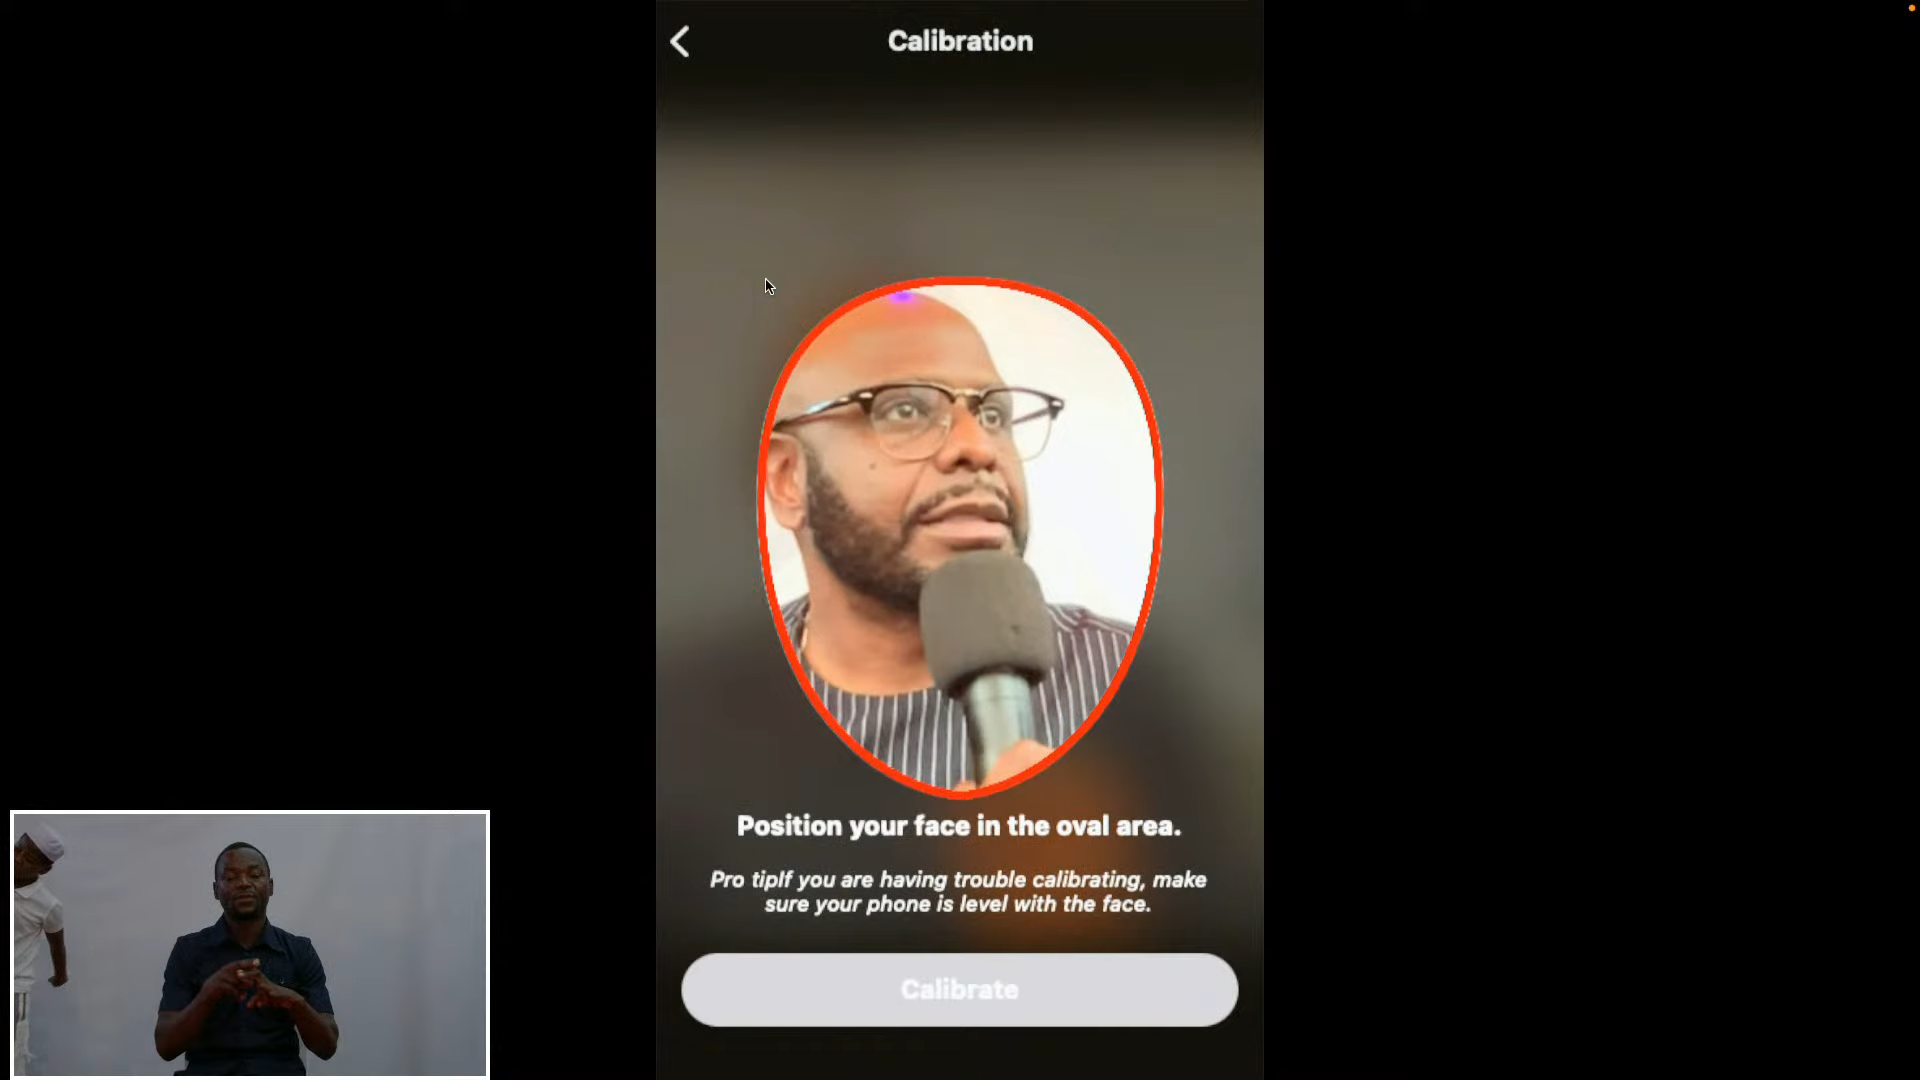 Calibration
Position your face in the oval area.
Pro tipIf you are having trouble calibrating, make
sure your phone is level with the face.
Calibrate